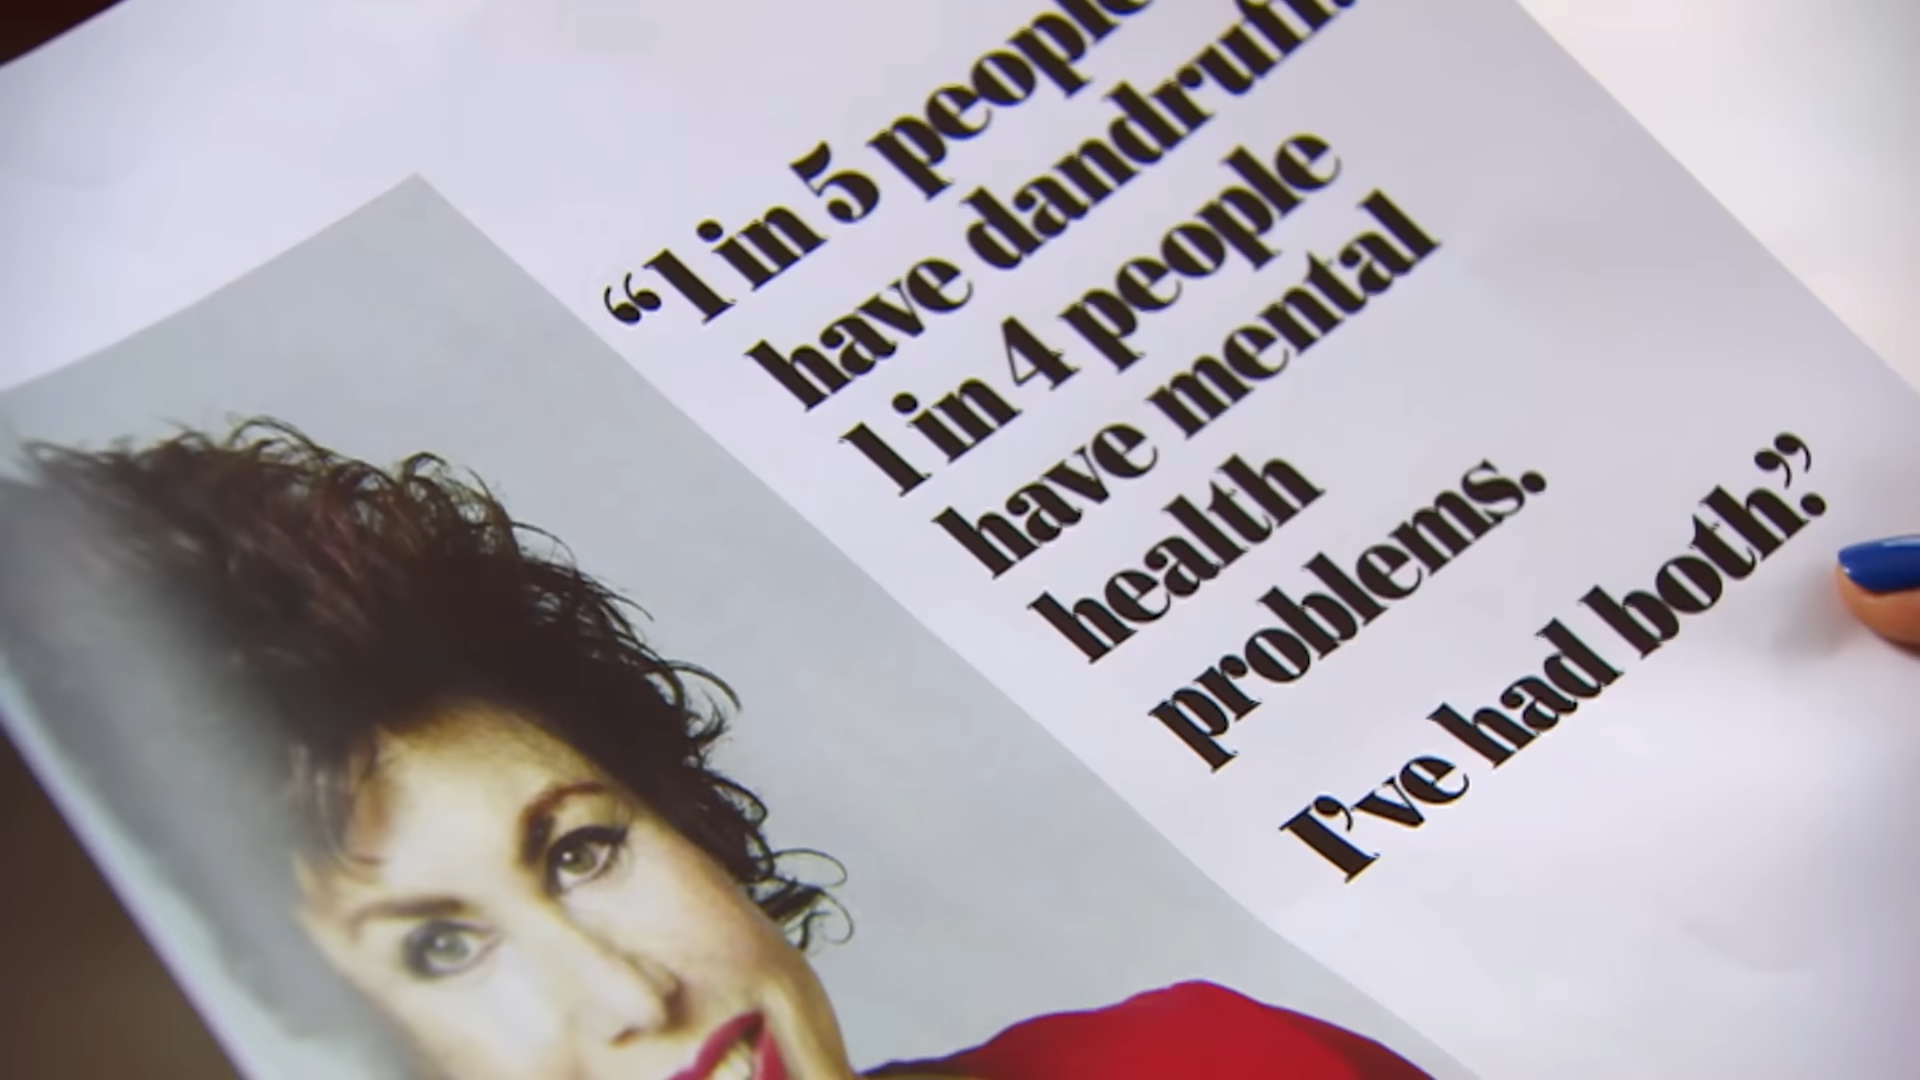 “1 in 5 people
have dandruff.
1 in 4 people
have mental
health
problems.
I’ve had both.”